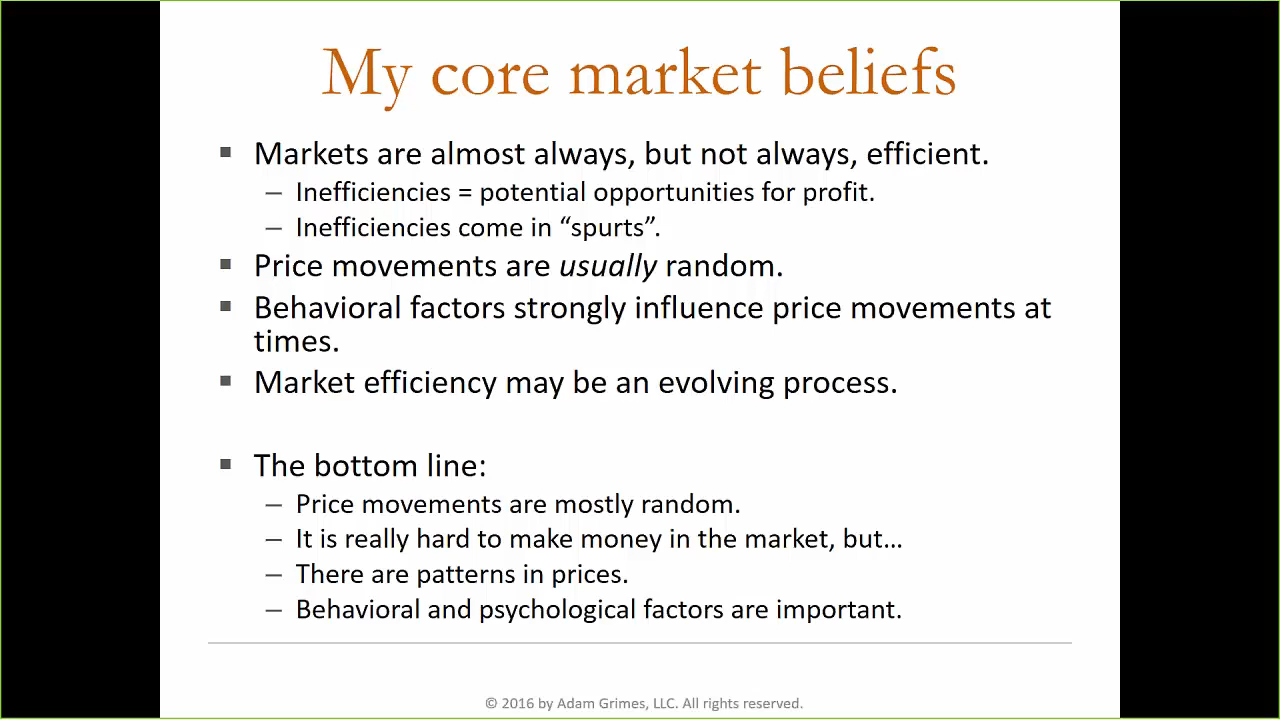 My core market beliefs
▪ Markets are almost always, but not always, efficient.
– Inefficiencies = potential opportunities for profit.
– Inefficiencies come in “spurts”.
▪ Price movements are usually random.
▪ Behavioral factors strongly influence price movements at
times.
▪ Market efficiency may be an evolving process.
▪ The bottom line:
– Price movements are mostly random.
– It is really hard to make money in the market, but…
– There are patterns in prices.
– Behavioral and psychological factors are important.
© 2016 by Adam Grimes, LLC. All rights reserved.